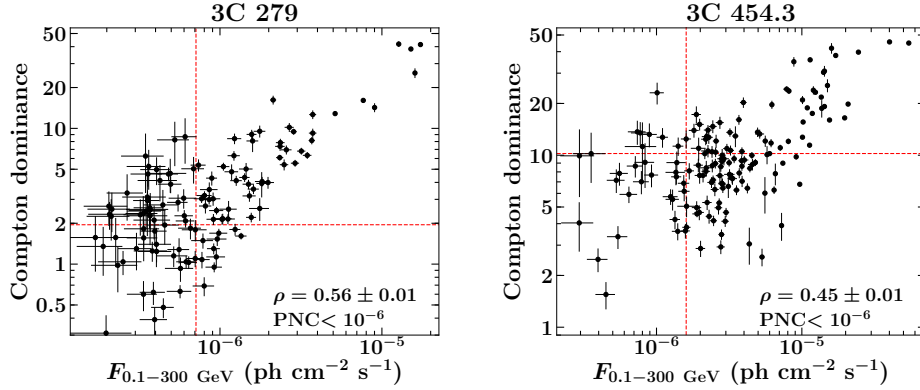 3C 279
Compton dominance
50
20
10
5
2
1
0.5
ρ = 0.56 ± 0.01
PNC< 10⁻⁶
10⁻⁶
10⁻⁵
F₀.₁₋₃₀₀ GeV (ph cm⁻² s⁻¹)
3C 454.3
Compton dominance
50
20
10
5
2
1
ρ = 0.45 ± 0.01
PNC< 10⁻⁶
10⁻⁶
10⁻⁵
F₀.₁₋₃₀₀ GeV (ph cm⁻² s⁻¹)